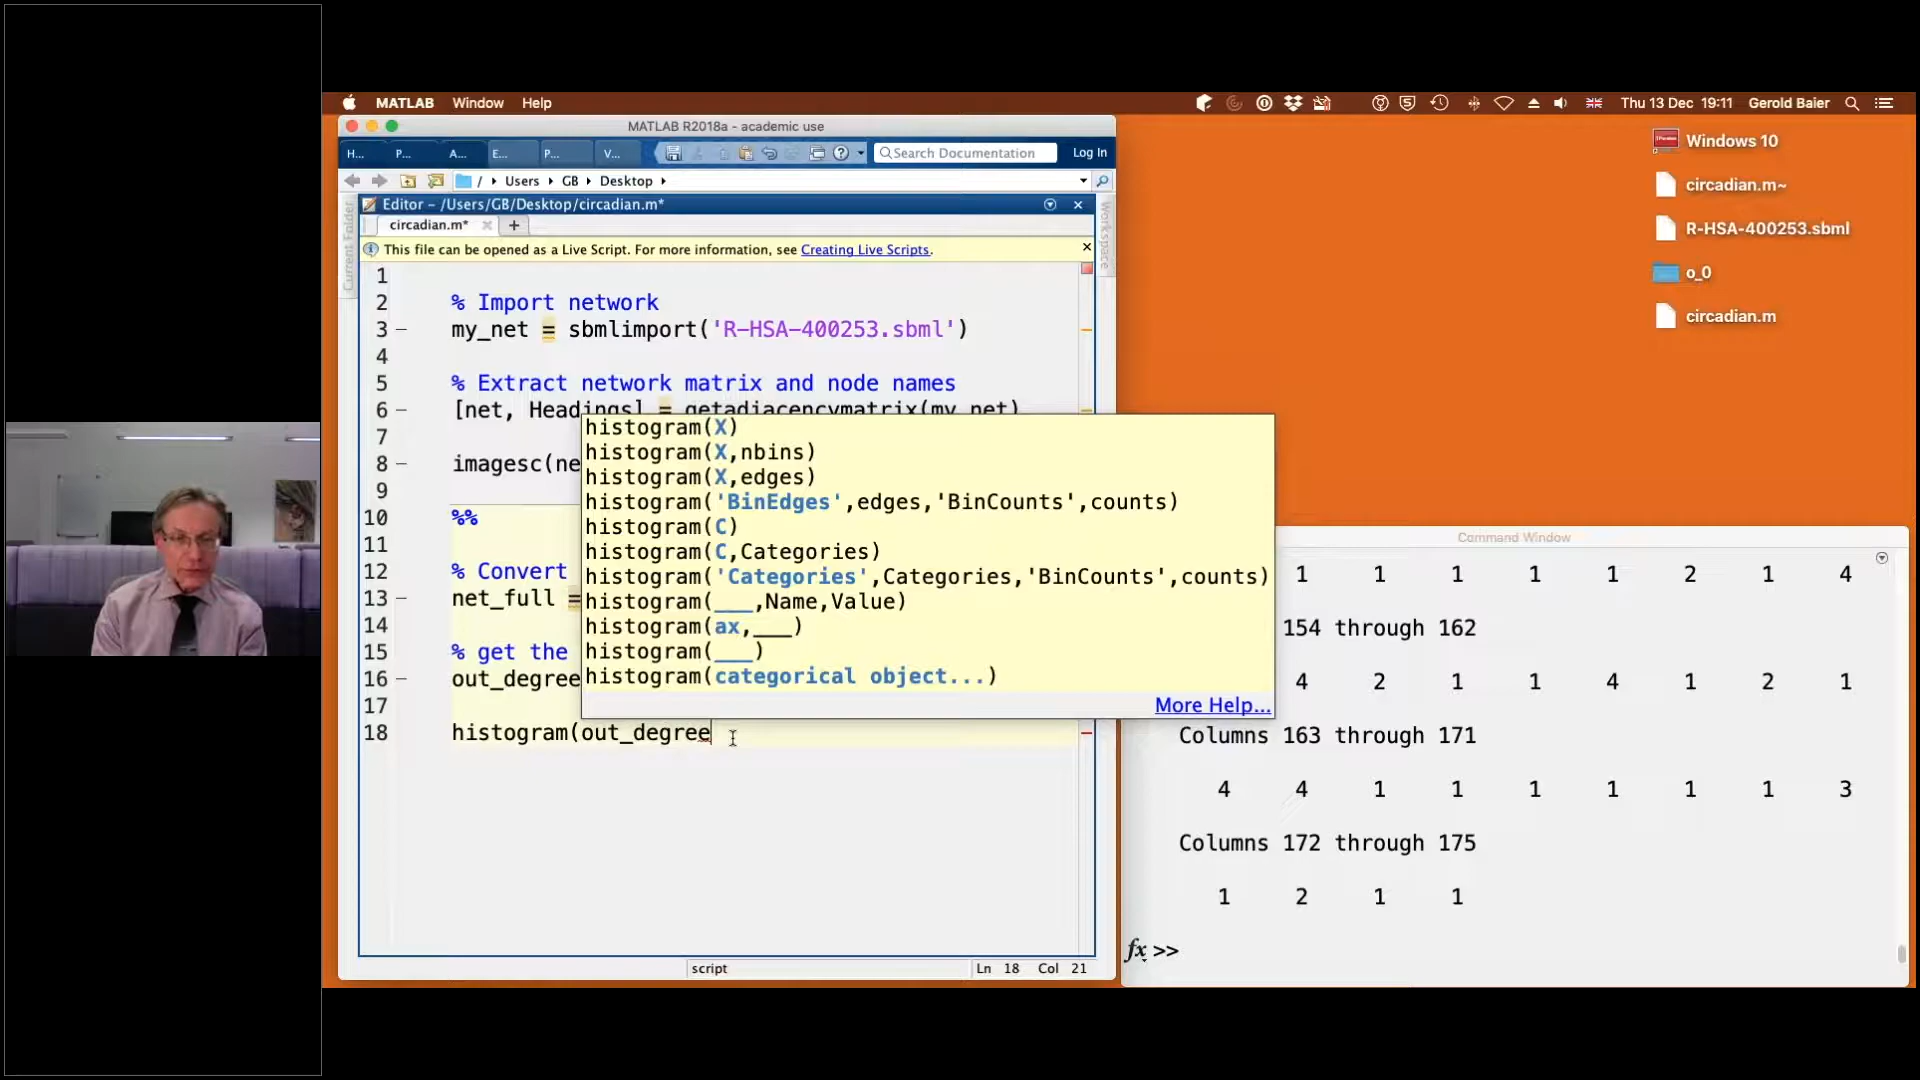 MATLAB Window Help
Thu 13 Dec 19:11 Gerold Baier
MATLAB R2018a - academic use
H... P... A... E... P... V...
Search Documentation
Log In
/ Users GB Desktop
Current Folder
Editor - /Users/GB/Desktop/circadian.m*
Workspace
circadian.m* +
This file can be opened as a Live Script. For more information, see Creating Live Scripts.
1
2 % Import network
3 my_net = sbmlimport('R-HSA-400253.sbml')
4
5 % Extract network matrix and node names
6 [net, Headings] = getadjacencymatrix(my_net)
7
8 imagesc(ne
9
10 %%
11
12 % Convert
13 net_full =
14
15 % get the
16 out_degree
17
18 histogram(out_degree
histogram(X)
histogram(X,nbins)
histogram(X,edges)
histogram('BinEdges',edges,'BinCounts',counts)
histogram(C)
histogram(C,Categories)
histogram('Categories',Categories,'BinCounts',counts)
histogram(___,Name,Value)
histogram(ax,___)
histogram(___)
histogram(categorical object...)
More Help...
script
Ln 18 Col 21
Windows 10
circadian.m~
R-HSA-400253.sbml
o_0
circadian.m
Command Window
1 1 1 1 1 2 1 4
154 through 162
4 2 1 1 4 1 2 1
Columns 163 through 171
4 4 1 1 1 1 1 1 3
Columns 172 through 175
1 2 1 1
fx >>